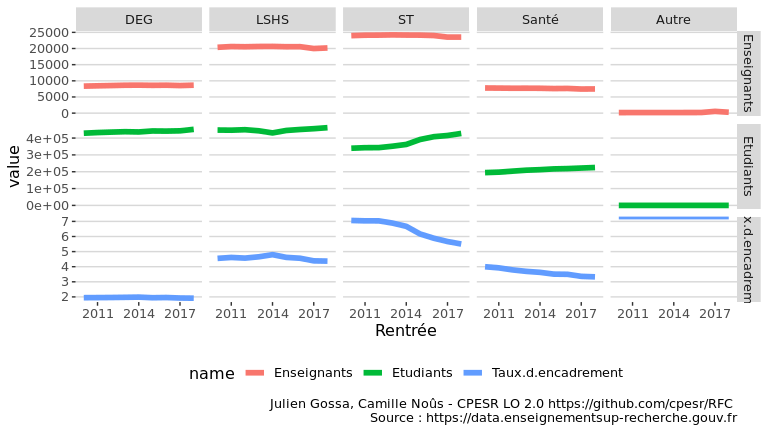 DEG LSHS ST Santé Autre
25000
20000
15000
10000
5000
0
Enseignants
4e+05
3e+05
2e+05
1e+05
0e+00
Etudiants
7
6
5
4
3
2
x.d.encadrem
value
2011 2014 2017 2011 2014 2017 2011 2014 2017 2011 2014 2017 2011 2014 2017
Rentrée
name Enseignants Etudiants Taux.d.encadrement
Julien Gossa, Camille Noûs - CPESR LO 2.0 https://github.com/cpesr/RFC
Source : https://data.enseignementsup-recherche.gouv.fr